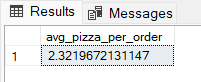 Results Messages
avg_pizza_per_order
1 2.3219672131147